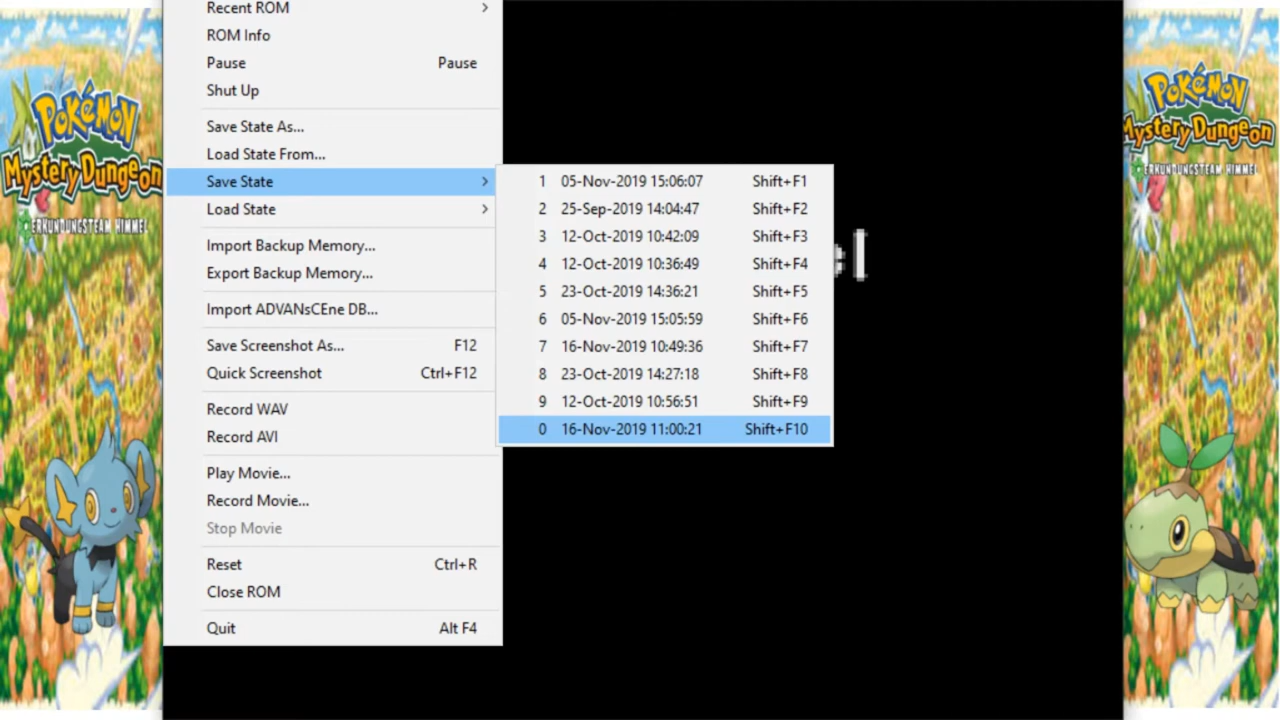 Recent ROM
ROM Info
Pause Pause
Shut Up
Save State As...
Load State From...
Save State
Load State
Import Backup Memory...
Export Backup Memory...
Import ADVANsCEne DB...
Save Screenshot As... F12
Quick Screenshot Ctrl+F12
Record WAV
Record AVI
Play Movie...
Record Movie...
Stop Movie
Reset Ctrl+R
Close ROM
Quit Alt F4
1 05-Nov-2019 15:06:07 Shift+F1
2 25-Sep-2019 14:04:47 Shift+F2
3 12-Oct-2019 10:42:09 Shift+F3
4 12-Oct-2019 10:36:49 Shift+F4
5 23-Oct-2019 14:36:21 Shift+F5
6 05-Nov-2019 15:05:59 Shift+F6
7 16-Nov-2019 10:49:36 Shift+F7
8 23-Oct-2019 14:27:18 Shift+F8
9 12-Oct-2019 10:56:51 Shift+F9
0 16-Nov-2019 11:00:21 Shift+F10
el
POKéMON
Mystery Dungeon
ERKUNDUNGSTEAM HIMMEL
POKéMON
Mystery Dungeon
ERKUNDUNGSTEAM HIMMEL